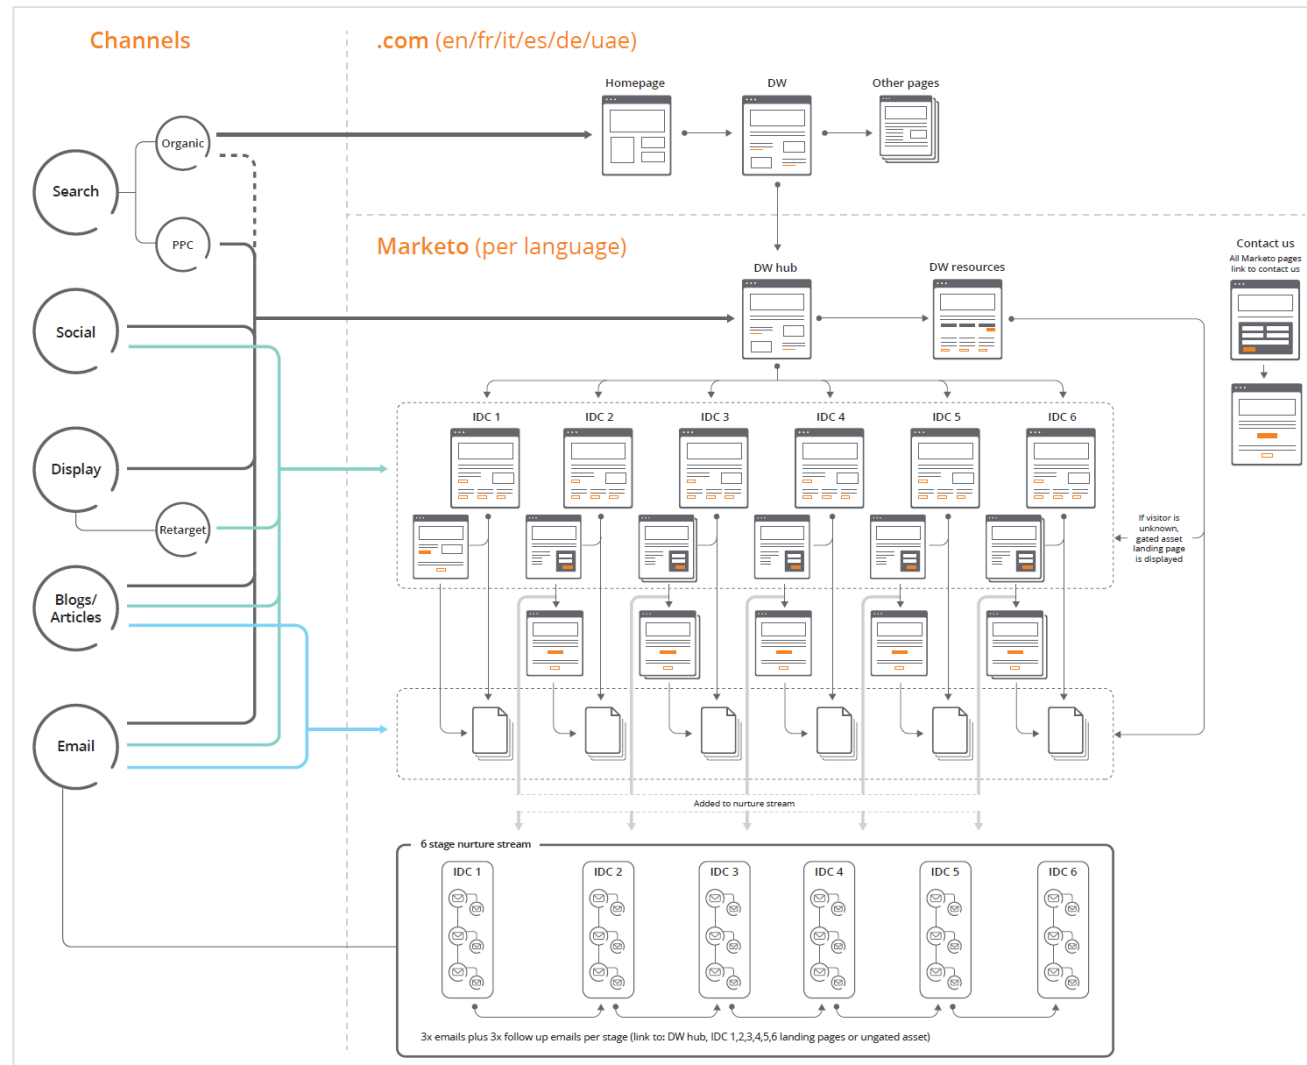 Channels
.com (en/fr/it/es/de/uae)
Homepage
DW
Other pages
Organic
Search
PPC
Marketo (per language)
Contact us
All Marketo pages
link to contact us
DW hub
DW resources
Social
IDC 1
IDC 2
IDC 3
IDC 4
IDC 5
IDC 6
Display
Retarget
If visitor is
unknown,
gated asset
landing page
is displayed
Blogs/
Articles
Email
Added to nurture stream
6 stage nurture stream
IDC 1
IDC 2
IDC 3
IDC 4
IDC 5
IDC 6
3x emails plus 3x follow up emails per stage (link to: DW hub, IDC 1,2,3,4,5,6 landing pages or ungated asset)